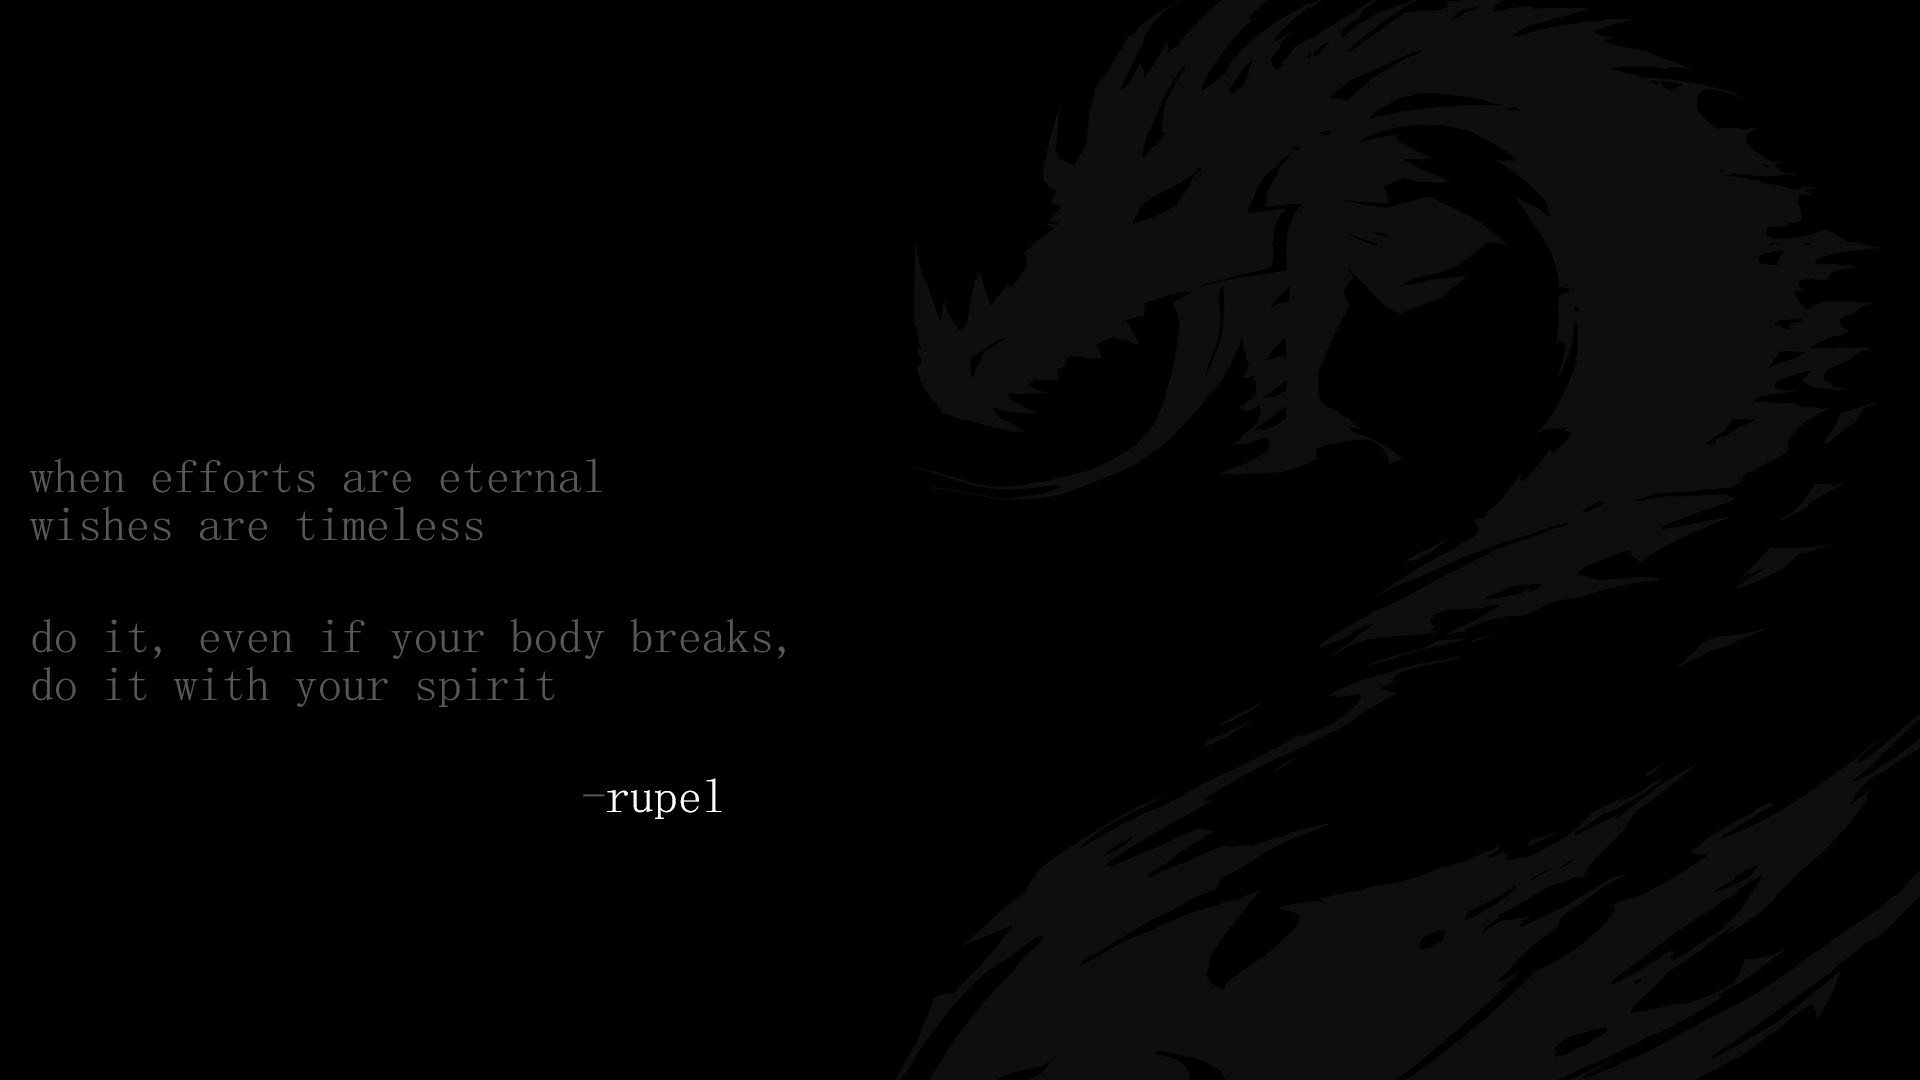 when efforts are eternal
wishes are timeless
do it, even if your body breaks,
do it with your spirit
—rupel